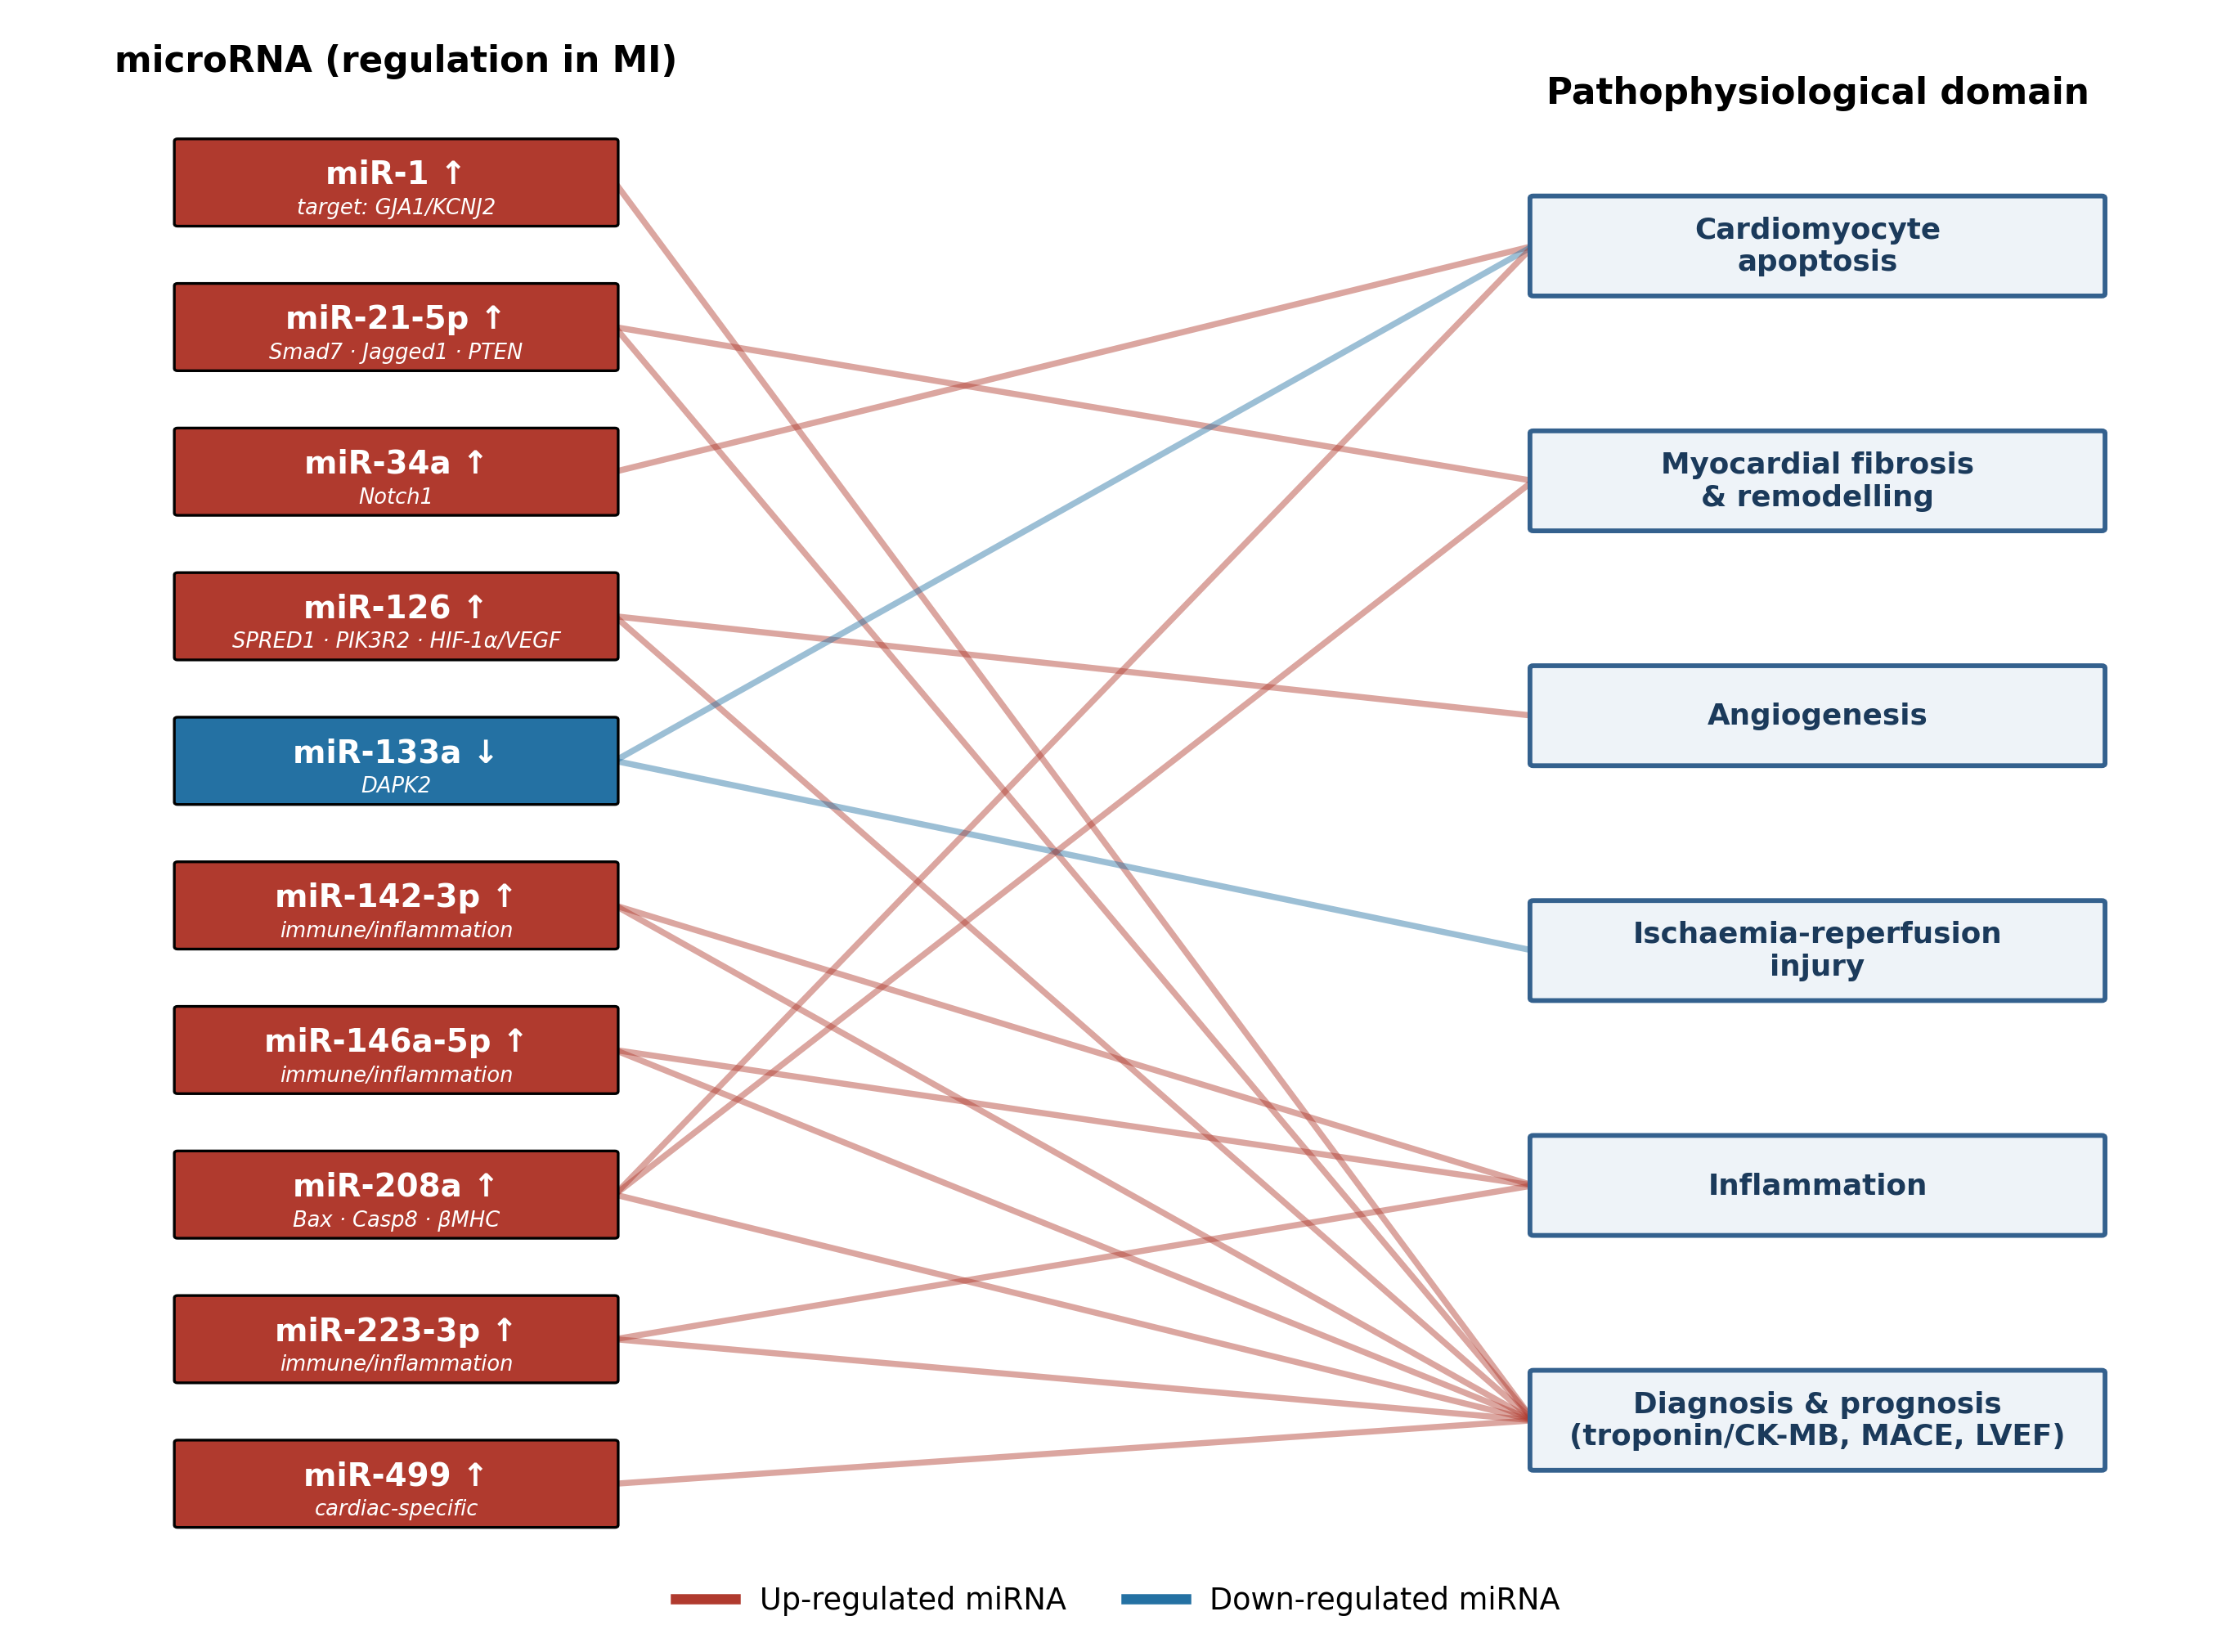 microRNA (regulation in MI)
Pathophysiological domain
miR-1 ↑
target: GJA1/KCNJ2
miR-21-5p ↑
Smad7 · Jagged1 · PTEN
miR-34a ↑
Notch1
miR-126 ↑
SPRED1 · PIK3R2 · HIF-1α/VEGF
miR-133a ↓
DAPK2
miR-142-3p ↑
immune/inflammation
miR-146a-5p ↑
immune/inflammation
miR-208a ↑
Bax · Casp8 · βMHC
miR-223-3p ↑
immune/inflammation
miR-499 ↑
cardiac-specific
Cardiomyocyte
apoptosis
Myocardial fibrosis
& remodelling
Angiogenesis
Ischaemia-reperfusion
injury
Inflammation
Diagnosis & prognosis
(troponin/CK-MB, MACE, LVEF)
Up-regulated miRNA
Down-regulated miRNA